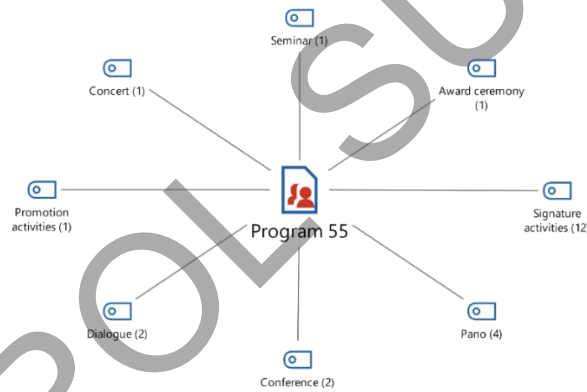 Seminar (1)
Concert (1)
Award ceremony
(1)
Promotion
activities (1)
Program 55
Signature
activities (12
Dialogue (2)
Pano (4)
Conference (2)